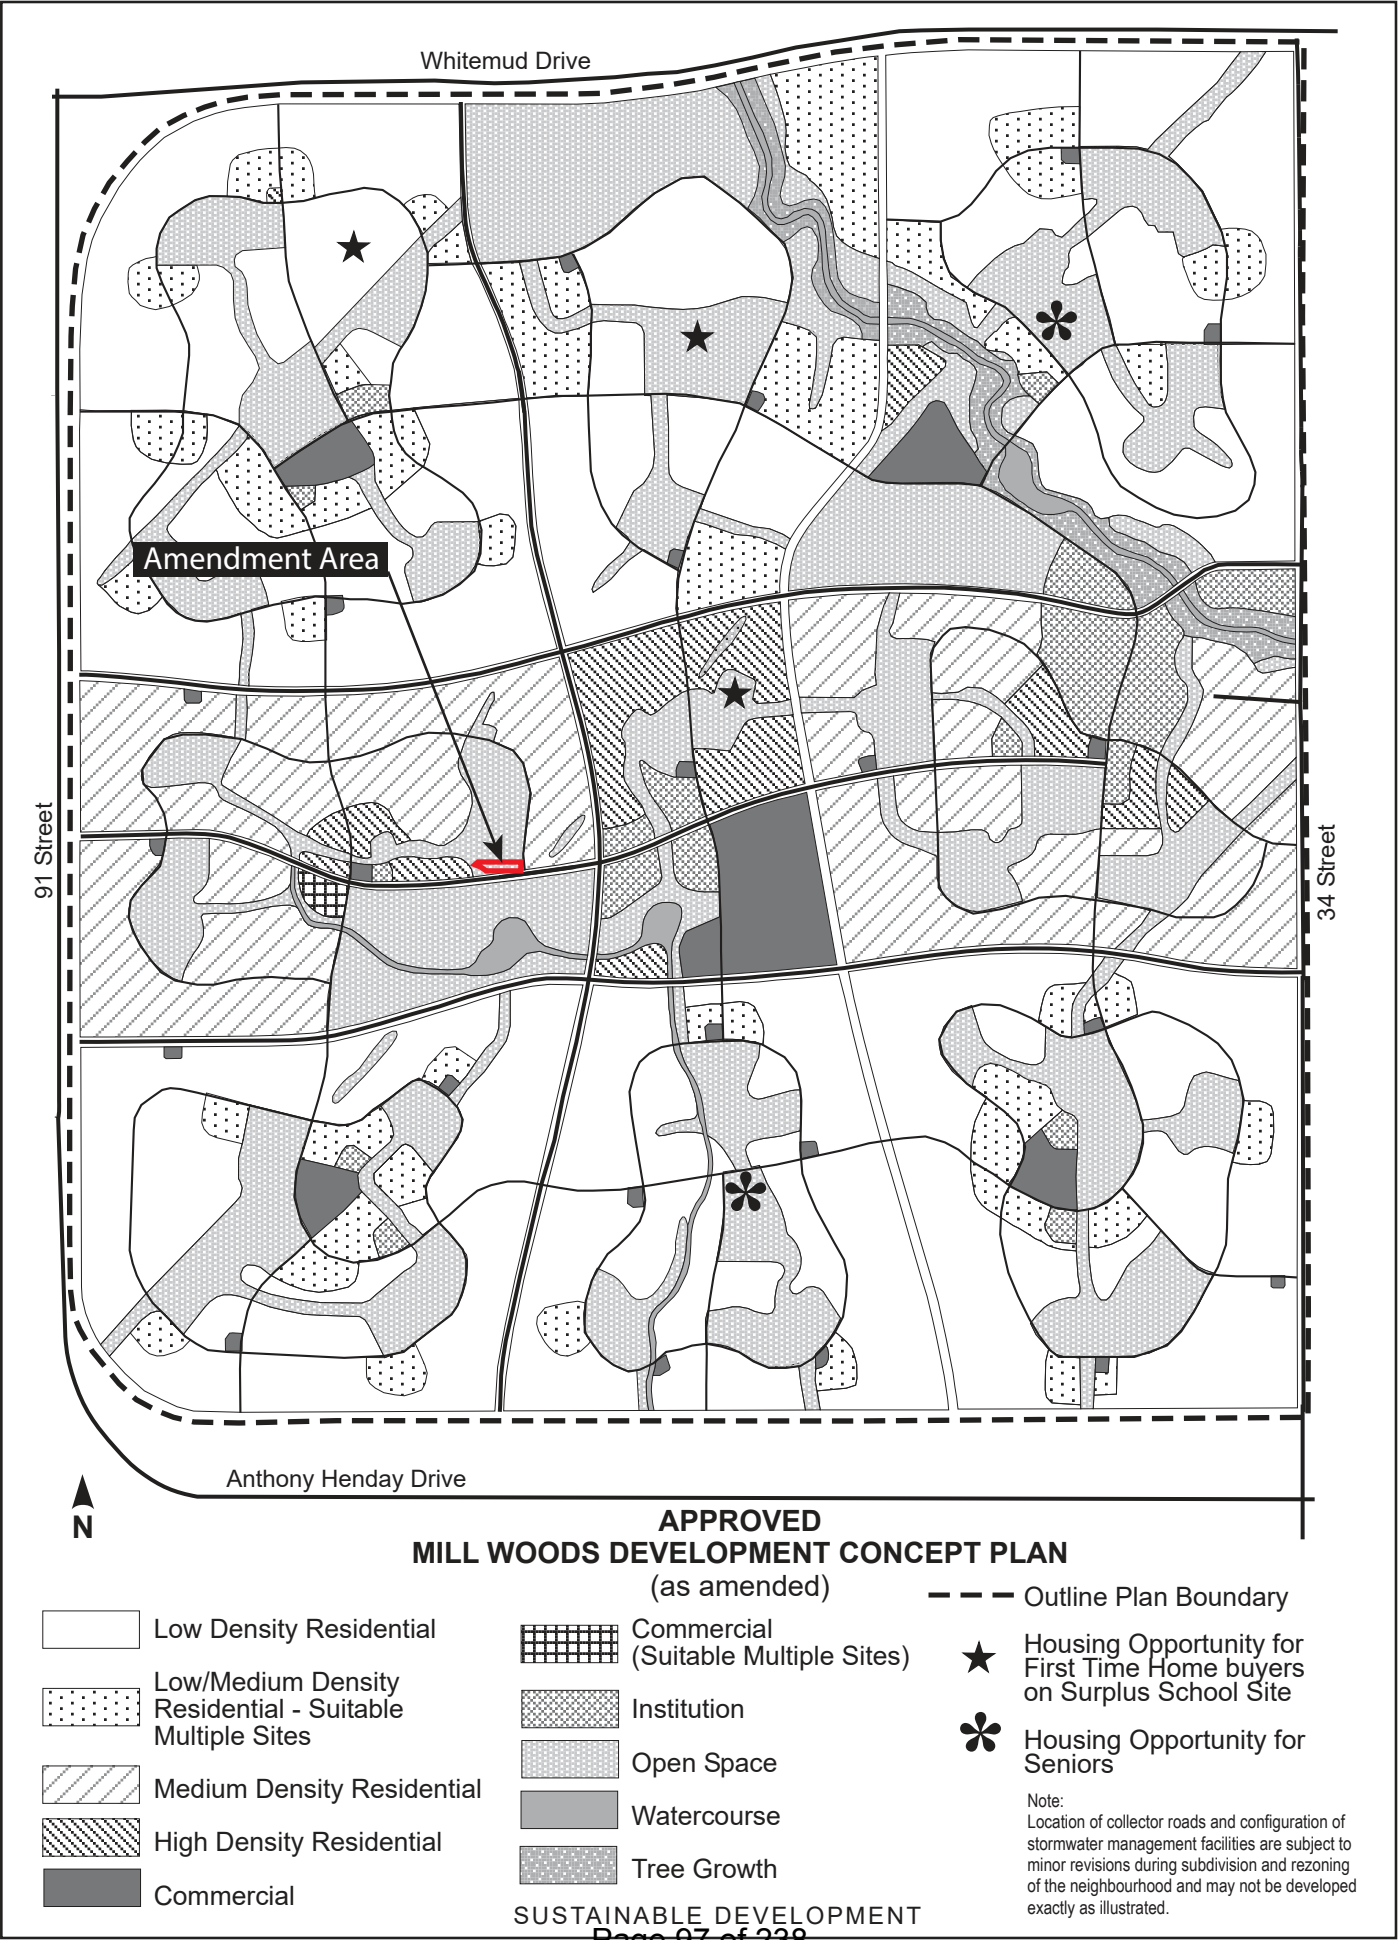 Whitemud Drive
Amendment Area
91 Street
34 Street
Anthony Henday Drive
N
APPROVED
MILL WOODS DEVELOPMENT CONCEPT PLAN
(as amended)
Low Density Residential
Low/Medium Density
Residential - Suitable
Multiple Sites
Medium Density Residential
High Density Residential
Commercial
Commercial
(Suitable Multiple Sites)
Institution
Open Space
Watercourse
Tree Growth
Outline Plan Boundary
Housing Opportunity for
First Time Home buyers
on Surplus School Site
Housing Opportunity for
Seniors
Note:
Location of collector roads and configuration of
stormwater management facilities are subject to
minor revisions during subdivision and rezoning
of the neighbourhood and may not be developed
exactly as illustrated.
SUSTAINABLE DEVELOPMENT
Page 97 of 238